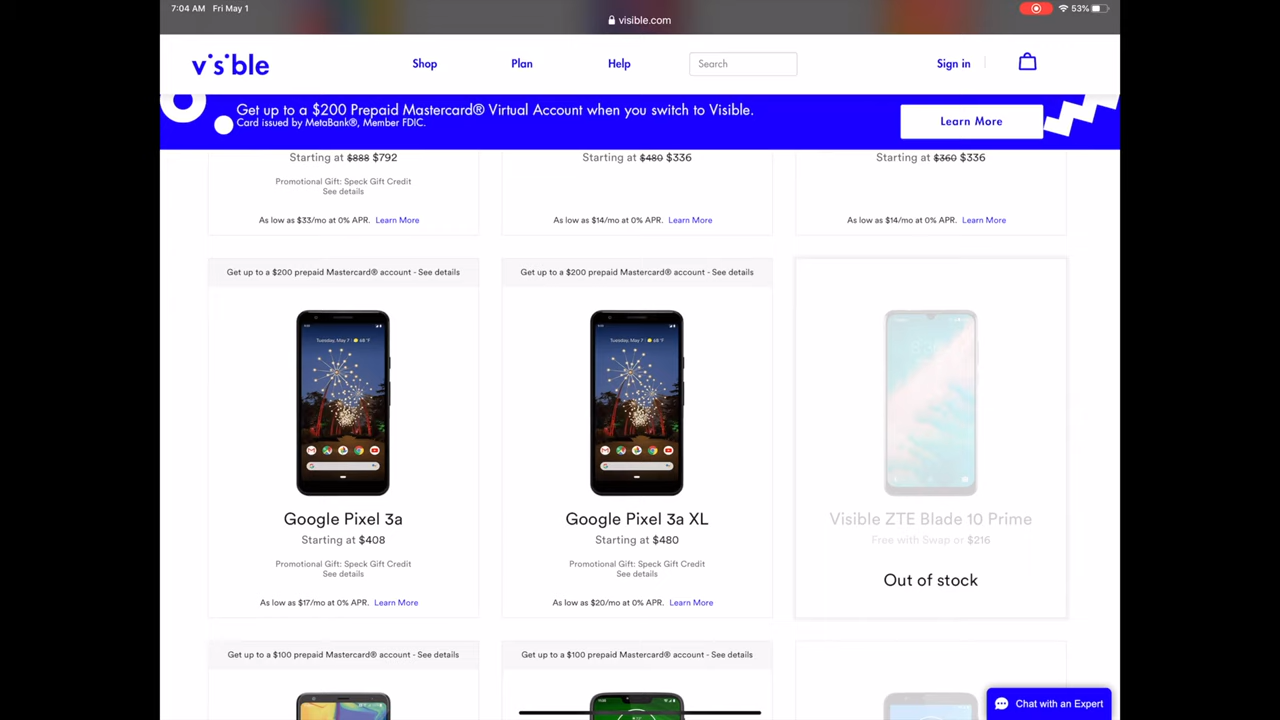 7:04 AM Fri May 1
visible.com
53%
visible
Shop
Plan
Help
Search
Sign in
Get up to a $200 Prepaid Mastercard® Virtual Account when you switch to Visible.
Card issued by MetaBank®, Member FDIC.
Learn More
Starting at $888 $792
Starting at $480 $336
Starting at $360 $336
Promotional Gift: Speck Gift Credit
See details
As low as $33/mo at 0% APR. Learn More
As low as $14/mo at 0% APR. Learn More
As low as $14/mo at 0% APR. Learn More
Get up to a $200 prepaid Mastercard® account - See details
Get up to a $200 prepaid Mastercard® account - See details
Tuesday, May 7 | 68°F
Tuesday, May 7 | 68°F
Google Pixel 3a
Starting at $408
Promotional Gift: Speck Gift Credit
See details
As low as $17/mo at 0% APR. Learn More
Google Pixel 3a XL
Starting at $480
Promotional Gift: Speck Gift Credit
See details
As low as $20/mo at 0% APR. Learn More
Visible ZTE Blade 10 Prime
Free with Swap or $216
Out of stock
Get up to a $100 prepaid Mastercard® account - See details
Get up to a $100 prepaid Mastercard® account - See details
Chat with an Expert